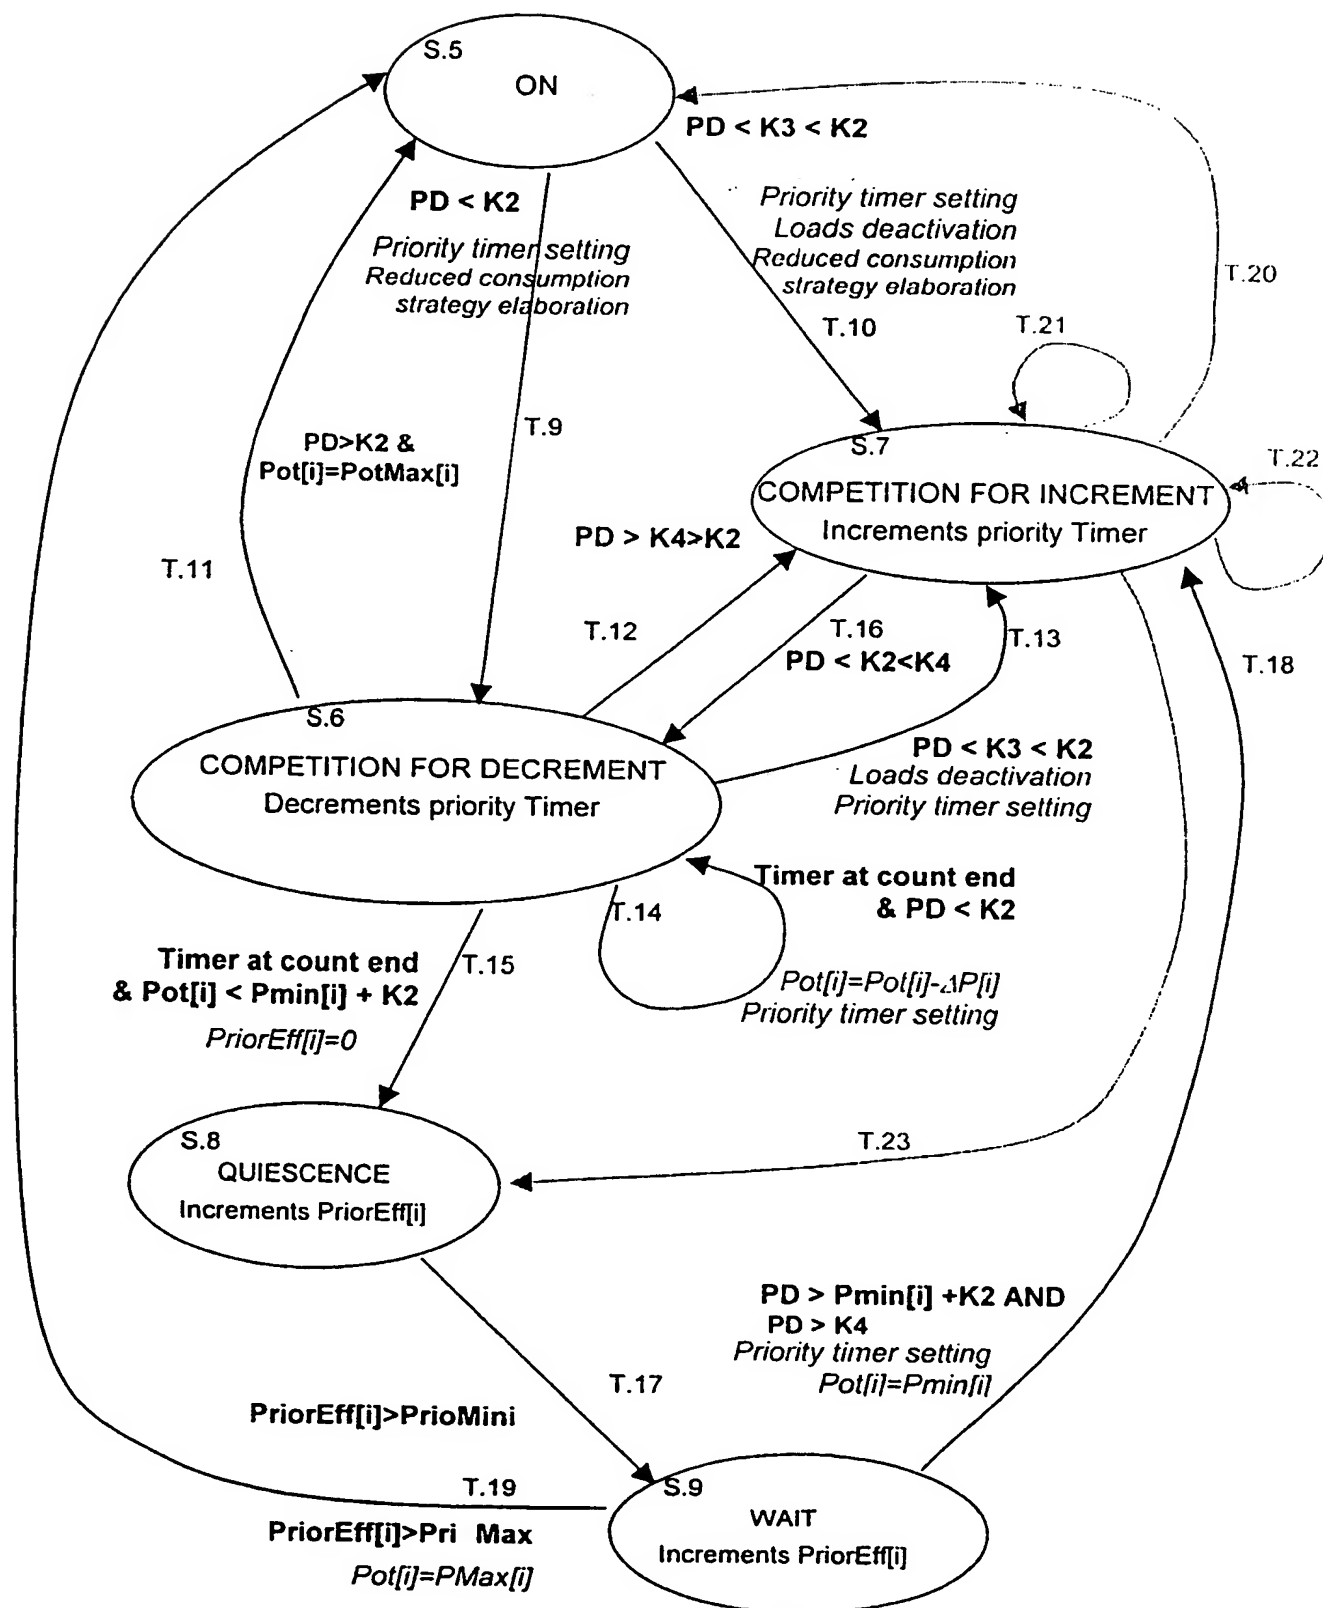 S.5
ON
PD < K3 < K2
PD < K2
Priority timer setting
Reduced consumption
strategy elaboration
Priority timer setting
Loads deactivation
Reduced consumption
strategy elaboration
T.10
T.20
T.21
T.9
PD>K2 &
Pot[i]=PotMax[i]
T.11
S.7
COMPETITION FOR INCREMENT
Increments priority Timer
T.22
PD > K4>K2
T.12
T.16
PD < K2<K4
T.13
T.18
S.6
COMPETITION FOR DECREMENT
Decrements priority Timer
PD < K3 < K2
Loads deactivation
Priority timer setting
Timer at count end
& PD < K2
T.14
Pot[i]=Pot[i]-ΔP[i]
Priority timer setting
Timer at count end
& Pot[i] < Pmin[i] + K2
PriorEff[i]=0
T.15
S.8
QUIESCENCE
Increments PriorEff[i]
T.23
PD > Pmin[i] +K2 AND
PD > K4
Priority timer setting
Pot[i]=Pmin[i]
T.17
PriorEff[i]>PrioMini
T.19
PriorEff[i]>Pri Max
Pot[i]=PMax[i]
S.9
WAIT
Increments PriorEff[i]